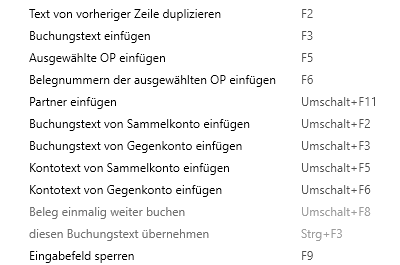 Text von vorheriger Zeile duplizieren F2
Buchungstext einfügen F3
Ausgewählte OP einfügen F5
Belegnummern der ausgewählten OP einfügen F6
Partner einfügen Umschalt+F11
Buchungstext von Sammelkonto einfügen Umschalt+F2
Buchungstext von Gegenkonto einfügen Umschalt+F3
Kontotext von Sammelkonto einfügen Umschalt+F5
Kontotext von Gegenkonto einfügen Umschalt+F6
Beleg einmalig weiter buchen Umschalt+F8
diesen Buchungstext übernehmen Strg+F3
Eingabefeld sperren F9